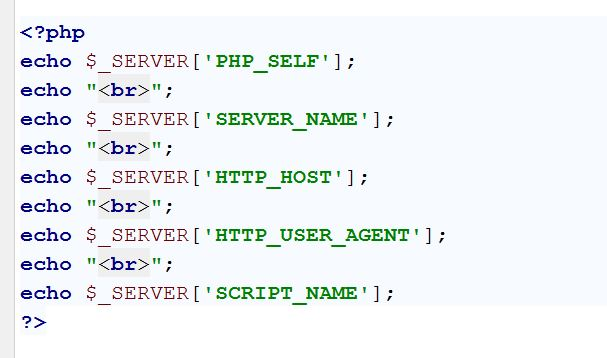 <?php
echo $_SERVER['PHP_SELF'];
echo "<br>";
echo $_SERVER['SERVER_NAME'];
echo "<br>";
echo $_SERVER['HTTP_HOST'];
echo "<br>";
echo $_SERVER['HTTP_USER_AGENT'];
echo "<br>";
echo $_SERVER['SCRIPT_NAME'];
?>